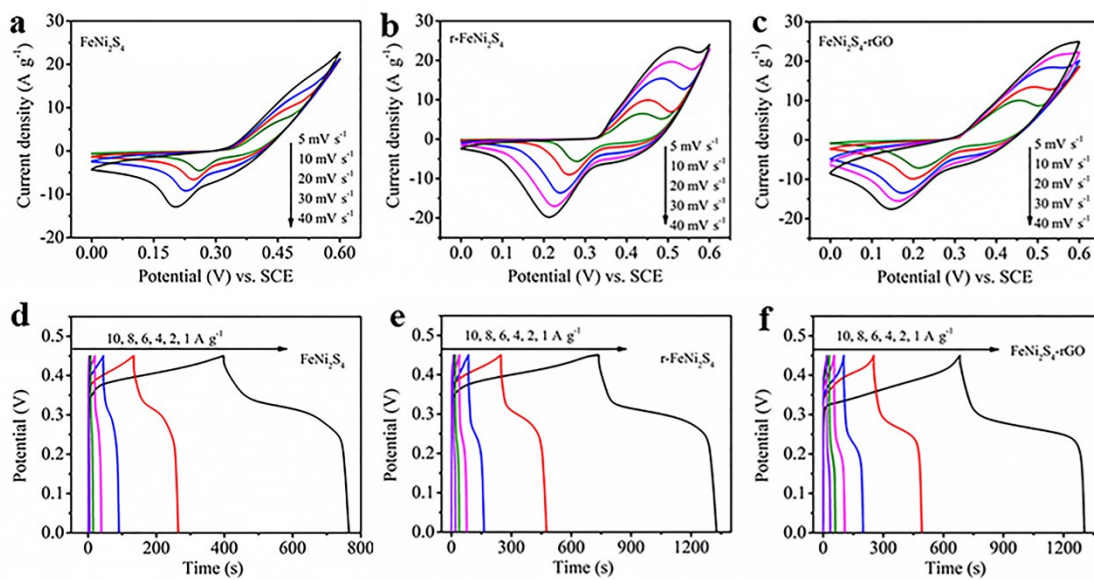 a
FeNi₂S₄
Current density (A g⁻¹)
30
20
10
0
-10
-20
5 mV s⁻¹
10 mV s⁻¹
20 mV s⁻¹
30 mV s⁻¹
40 mV s⁻¹
0.00 0.15 0.30 0.45 0.60
Potential (V) vs. SCE
b
r-FeNi₂S₄
Current density (A g⁻¹)
30
20
10
0
-10
-20
5 mV s⁻¹
10 mV s⁻¹
20 mV s⁻¹
30 mV s⁻¹
40 mV s⁻¹
0.0 0.1 0.2 0.3 0.4 0.5 0.6
Potential (V) vs. SCE
c
FeNi₂S₄-rGO
Current density (A g⁻¹)
30
20
10
0
-10
-20
5 mV s⁻¹
10 mV s⁻¹
20 mV s⁻¹
30 mV s⁻¹
40 mV s⁻¹
0.0 0.1 0.2 0.3 0.4 0.5 0.6
Potential (V) vs. SCE
d
10, 8, 6, 4, 2, 1 A g⁻¹
FeNi₂S₄
Potential (V)
0.5
0.4
0.3
0.2
0.1
0.0
0 200 400 600 800
Time (s)
e
10, 8, 6, 4, 2, 1 A g⁻¹
r-FeNi₂S₄
Potential (V)
0.5
0.4
0.3
0.2
0.1
0.0
0 300 600 900 1200
Time (s)
f
10, 8, 6, 4, 2, 1 A g⁻¹
FeNi₂S₄-rGO
Potential (V)
0.5
0.4
0.3
0.2
0.1
0.0
0 300 600 900 1200
Time (s)